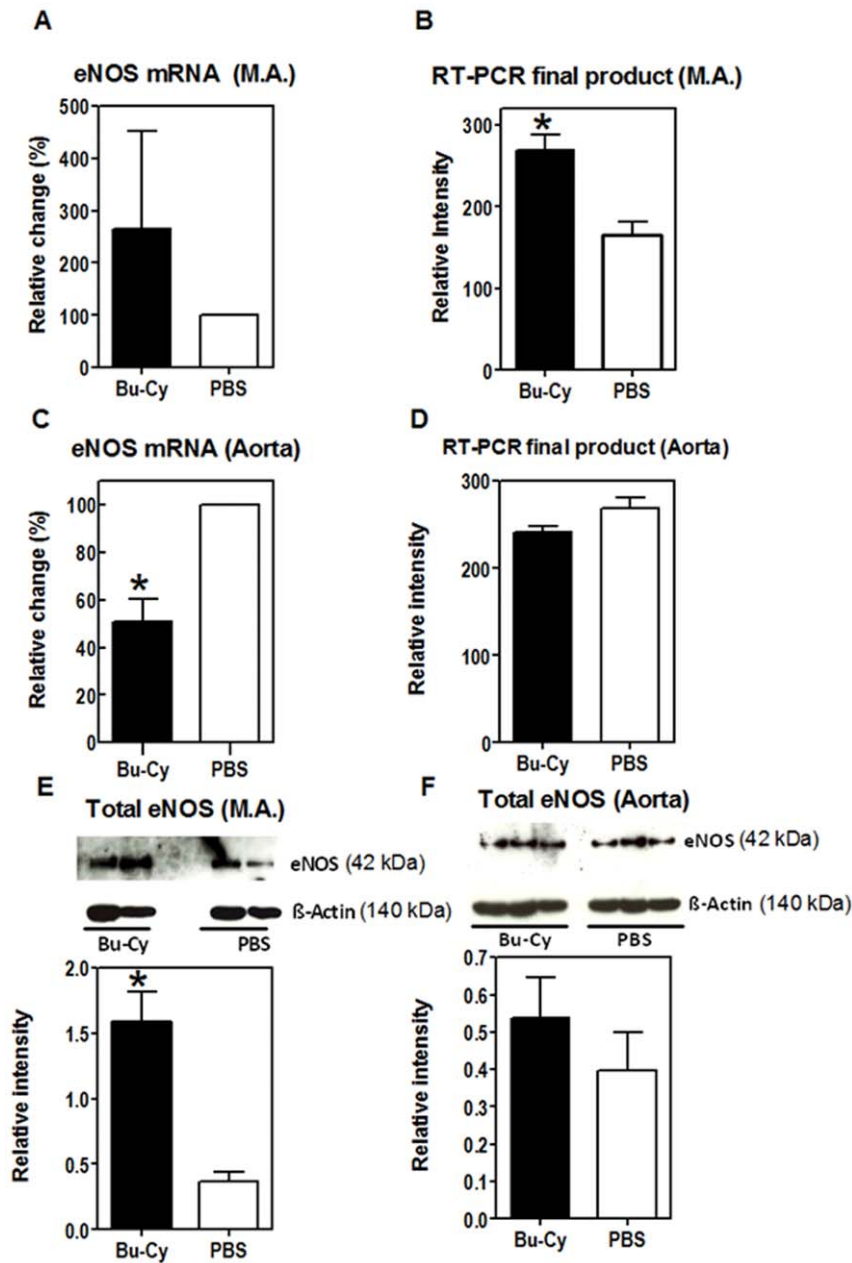 A
eNOS mRNA (M.A.)
Relative change (%)
500
400
300
200
100
0
Bu-Cy PBS
B
RT-PCR final product (M.A.)
Relative Intensity
300
200
100
0
*
Bu-Cy PBS
C
eNOS mRNA (Aorta)
Relative change (%)
100
80
60
40
20
0
*
Bu-Cy PBS
D
RT-PCR final product (Aorta)
Relative intensity
300
200
100
0
Bu-Cy PBS
E
Total eNOS (M.A.)
eNOS (42 kDa)
ß-Actin (140 kDa)
Bu-Cy PBS
Relative intensity
2.0
1.5
1.0
0.5
0.0
*
Bu-Cy PBS
F
Total eNOS (Aorta)
eNOS (42 kDa)
ß-Actin (140 kDa)
Bu-Cy PBS
Relative intensity
0.7
0.6
0.5
0.4
0.3
0.2
0.1
0.0
Bu-Cy PBS